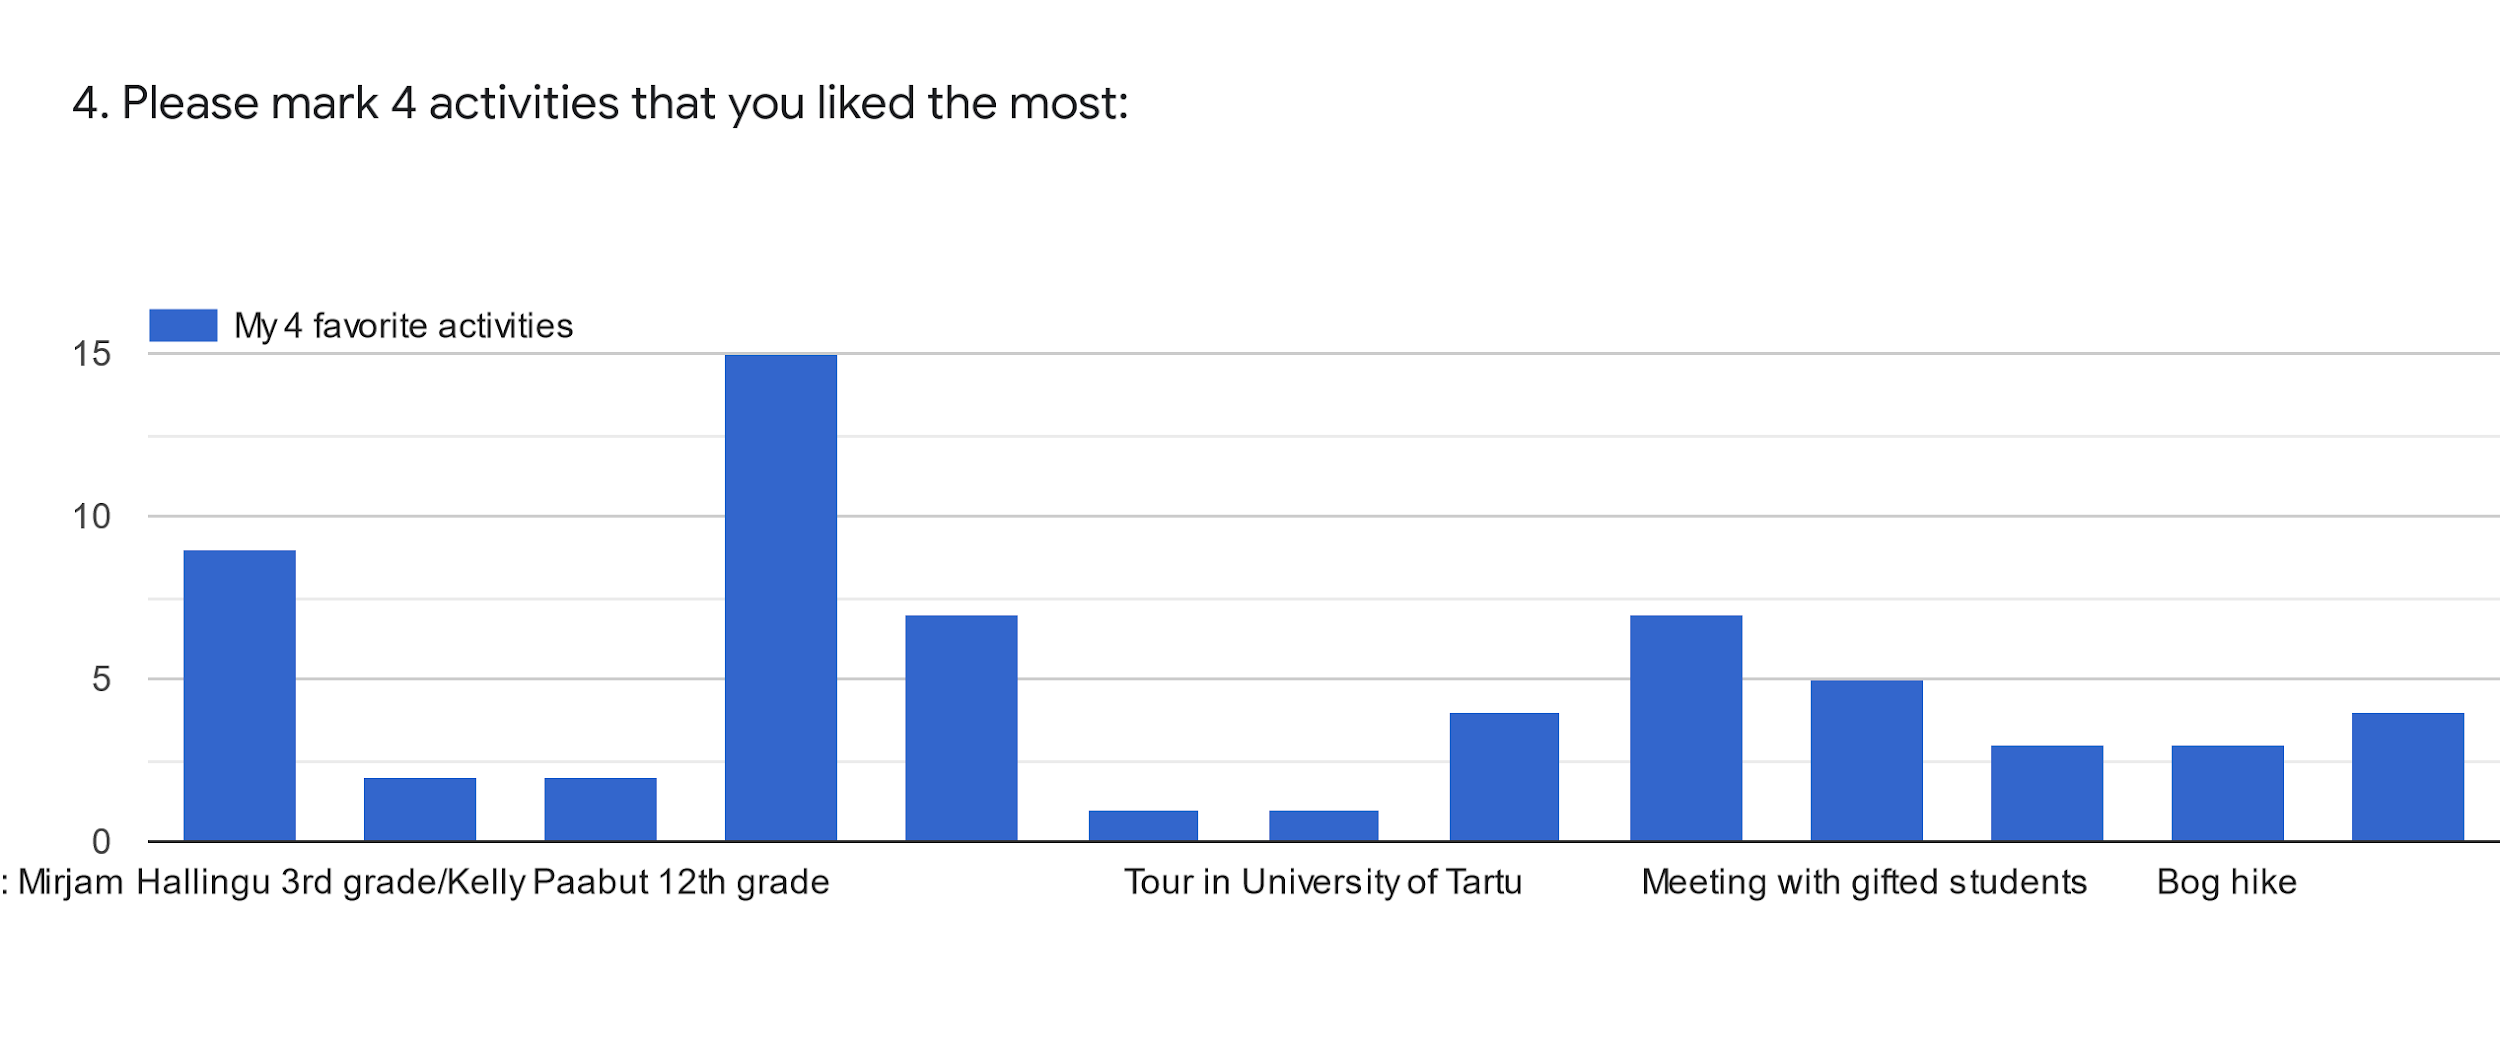 4. Please mark 4 activities that you liked the most:
My 4 favorite activities
15
10
5
0
: Mirjam Hallingu 3rd grade/Kelly Paabut 12th grade
Tour in University of Tartu
Meeting with gifted students
Bog hike